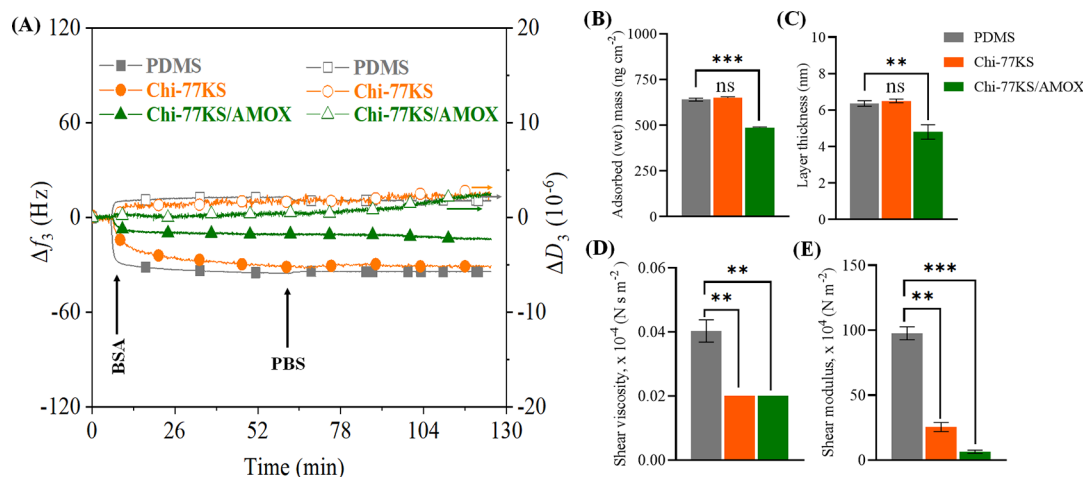 (A)
120
60
0
-60
-120
Δf3 (Hz)
PDMS
Chi-77KS
Chi-77KS/AMOX
PDMS
Chi-77KS
Chi-77KS/AMOX
BSA
PBS
20
10
0
-10
-20
ΔD3 (10-6)
0
26
52
78
104
130
Time (min)
(B)
Adsorbed (wet) mass (ng cm-2)
1000
750
500
250
0
***
ns
(C)
Layer thickness (nm)
10
8
6
4
2
0
**
ns
PDMS
Chi-77KS
Chi-77KS/AMOX
(D)
Shear viscosity, x 10-4 (N s m-2)
0.06
0.04
0.02
0.00
**
**
(E)
Shear modulus, x 104 (N m-2)
150
100
50
0
***
**